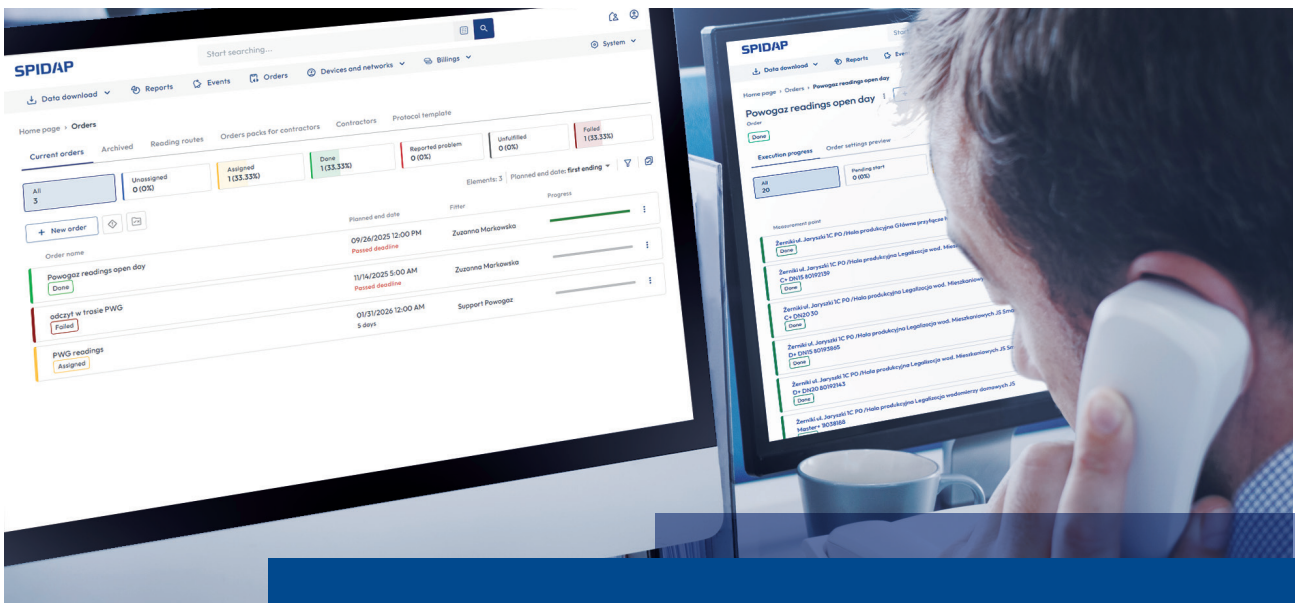 Start searching...
SPIDAP
Data download
Reports
Events
Orders
Devices and networks
Billings
System
Home page > Orders
Current orders
Archived
Reading routes
Orders packs for contractors
Contractors
Protocol template
All
3
Unassigned
0 (0%)
Assigned
1 (33.33%)
Done
1 (33.33%)
Reported problem
0 (0%)
Unfulfilled
0 (0%)
Failed
1 (33.33%)
Elements: 3
Planned end date: first ending
+ New order
Order name
Planned end date
Fitter
Progress
Powogaz readings open day
Done
09/26/2025 12:00 PM
Passed deadline
Zuzanna Markowska
odczyt w trasie PWG
Failed
11/14/2025 5:00 AM
Passed deadline
Zuzanna Markowska
PWG readings
Assigned
01/31/2026 12:00 AM
5 days
Support Powogaz
SPIDAP
Data download
Reports
Home page > Orders > Powogaz readings open day
Powogaz readings open day
Order
Done
Execution progress
Order settings preview
All
20
Pending start
0 (0%)
Measurement point
Żerniki ul. Jaryszki 1C PO /Hala produkcyjna Główne przyłącze
Done
Żerniki ul. Jaryszki 1C PO /Hala produkcyjna Legalizacja wod.
C+ DN15 80192139
Done
Żerniki ul. Jaryszki 1C PO /Hala produkcyjna Legalizacja wod. Mieszkaniowych
C+ DN20 30
Done
Żerniki ul. Jaryszki 1C PO /Hala produkcyjna Legalizacja wod. Mieszkaniowych JS
D+ DN15 80193865
Done
Żerniki ul. Jaryszki 1C PO /Hala produkcyjna Legalizacja wod. Mieszkaniowych JS
D+ DN20 80192143
Done
Żerniki ul. Jaryszki 1C PO /Hala produkcyjna Legalizacja wodomierzy domowych JS
Master+ 9038188